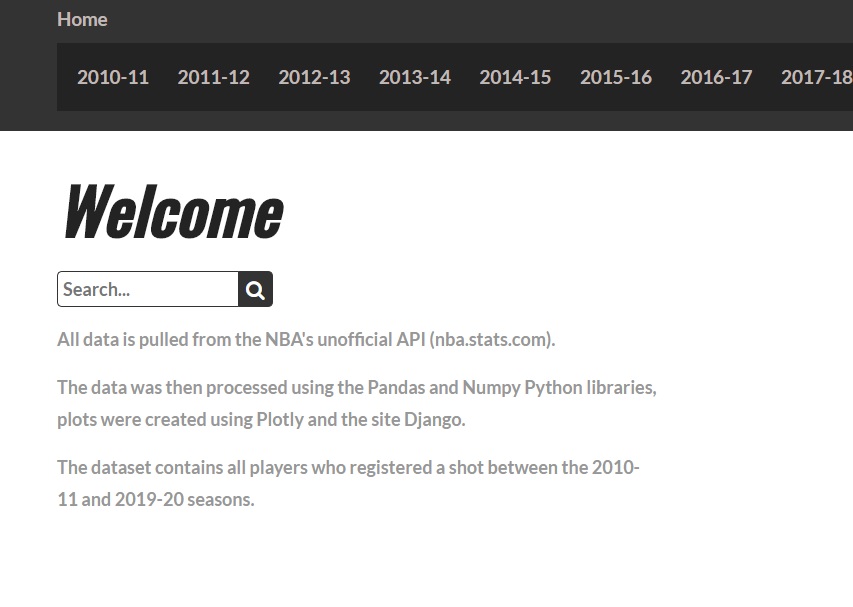 Home
2010-11 2011-12 2012-13 2013-14 2014-15 2015-16 2016-17 2017-18
Welcome
Search...
All data is pulled from the NBA's unofficial API (nba.stats.com).
The data was then processed using the Pandas and Numpy Python libraries,
plots were created using Plotly and the site Django.
The dataset contains all players who registered a shot between the 2010-
11 and 2019-20 seasons.